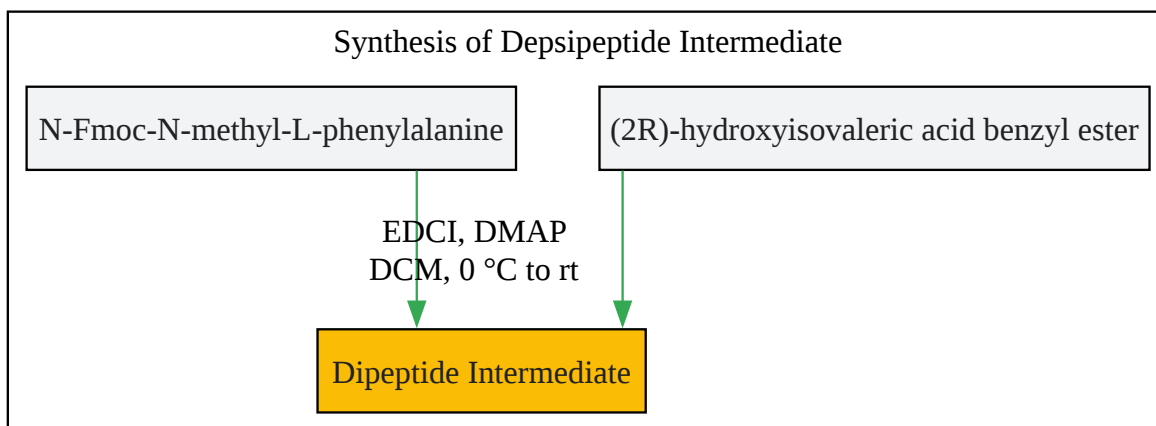 Synthesis of Depsipeptide Intermediate
N-Fmoc-N-methyl-L-phenylalanine
(2R)-hydroxyisovaleric acid benzyl ester
EDCI, DMAP
DCM, 0 °C to rt
Dipeptide Intermediate